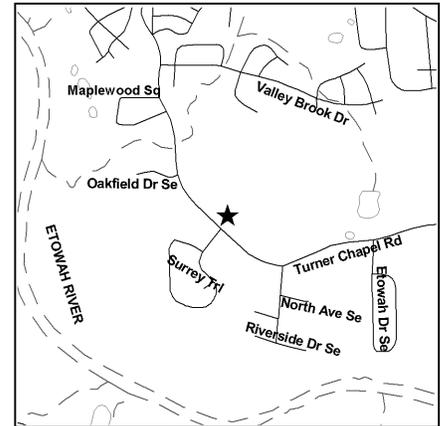 Maplewood Sq
Valley Brook Dr
Oakfield Dr Se
ETOWAH RIVER
Surrey Trl
Turner Chapel Rd
Etowah Dr Se
North Ave Se
Riverside Dr Se